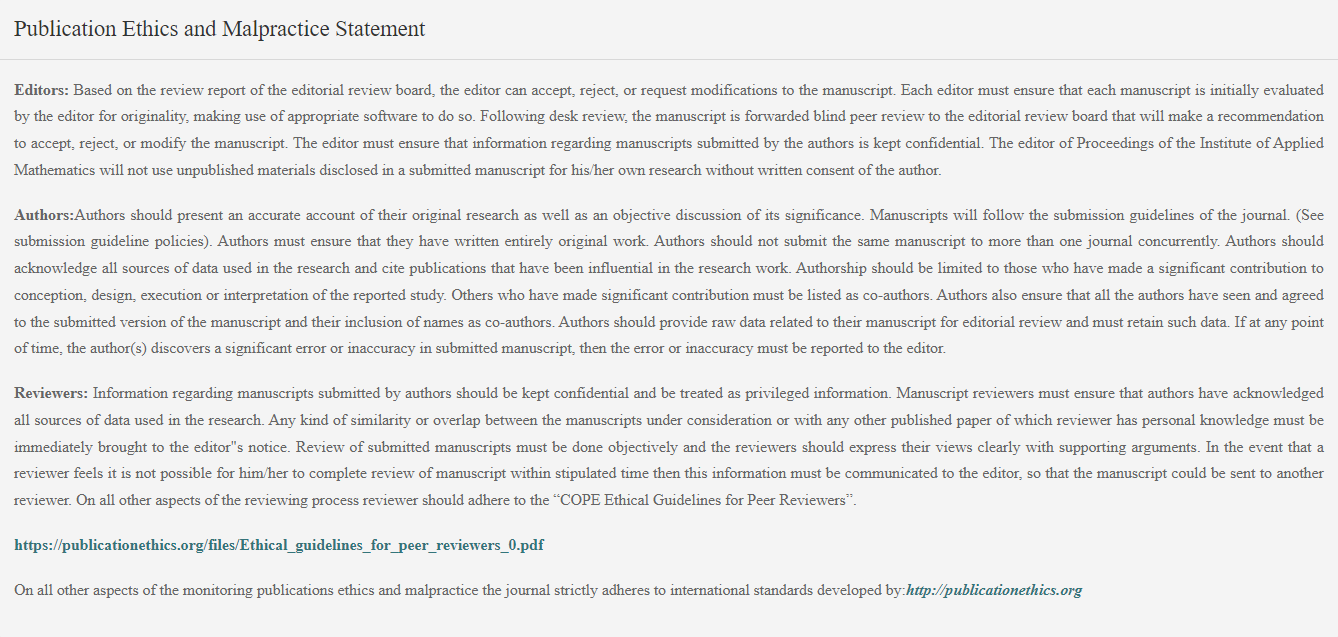 Publication Ethics and Malpractice Statement
Editors: Based on the review report of the editorial review board, the editor can accept, reject, or request modifications to the manuscript. Each editor must ensure that each manuscript is initially evaluated
by the editor for originality, making use of appropriate software to do so. Following desk review, the manuscript is forwarded blind peer review to the editorial review board that will make a recommendation
to accept, reject, or modify the manuscript. The editor must ensure that information regarding manuscripts submitted by the authors is kept confidential. The editor of Proceedings of the Institute of Applied
Mathematics will not use unpublished materials disclosed in a submitted manuscript for his/her own research without written consent of the author.
Authors:Authors should present an accurate account of their original research as well as an objective discussion of its significance. Manuscripts will follow the submission guidelines of the journal. (See
submission guideline policies). Authors must ensure that they have written entirely original work. Authors should not submit the same manuscript to more than one journal concurrently. Authors should
acknowledge all sources of data used in the research and cite publications that have been influential in the research work. Authorship should be limited to those who have made a significant contribution to
conception, design, execution or interpretation of the reported study. Others who have made significant contribution must be listed as co-authors. Authors also ensure that all the authors have seen and agreed
to the submitted version of the manuscript and their inclusion of names as co-authors. Authors should provide raw data related to their manuscript for editorial review and must retain such data. If at any point
of time, the author(s) discovers a significant error or inaccuracy in submitted manuscript, then the error or inaccuracy must be reported to the editor.
Reviewers: Information regarding manuscripts submitted by authors should be kept confidential and be treated as privileged information. Manuscript reviewers must ensure that authors have acknowledged
all sources of data used in the research. Any kind of similarity or overlap between the manuscripts under consideration or with any other published paper of which reviewer has personal knowledge must be
immediately brought to the editor"s notice. Review of submitted manuscripts must be done objectively and the reviewers should express their views clearly with supporting arguments. In the event that a
reviewer feels it is not possible for him/her to complete review of manuscript within stipulated time then this information must be communicated to the editor, so that the manuscript could be sent to another
reviewer. On all other aspects of the reviewing process reviewer should adhere to the “COPE Ethical Guidelines for Peer Reviewers”.
https://publicationethics.org/files/Ethical_guidelines_for_peer_reviewers_0.pdf
On all other aspects of the monitoring publications ethics and malpractice the journal strictly adheres to international standards developed by:http://publicationethics.org